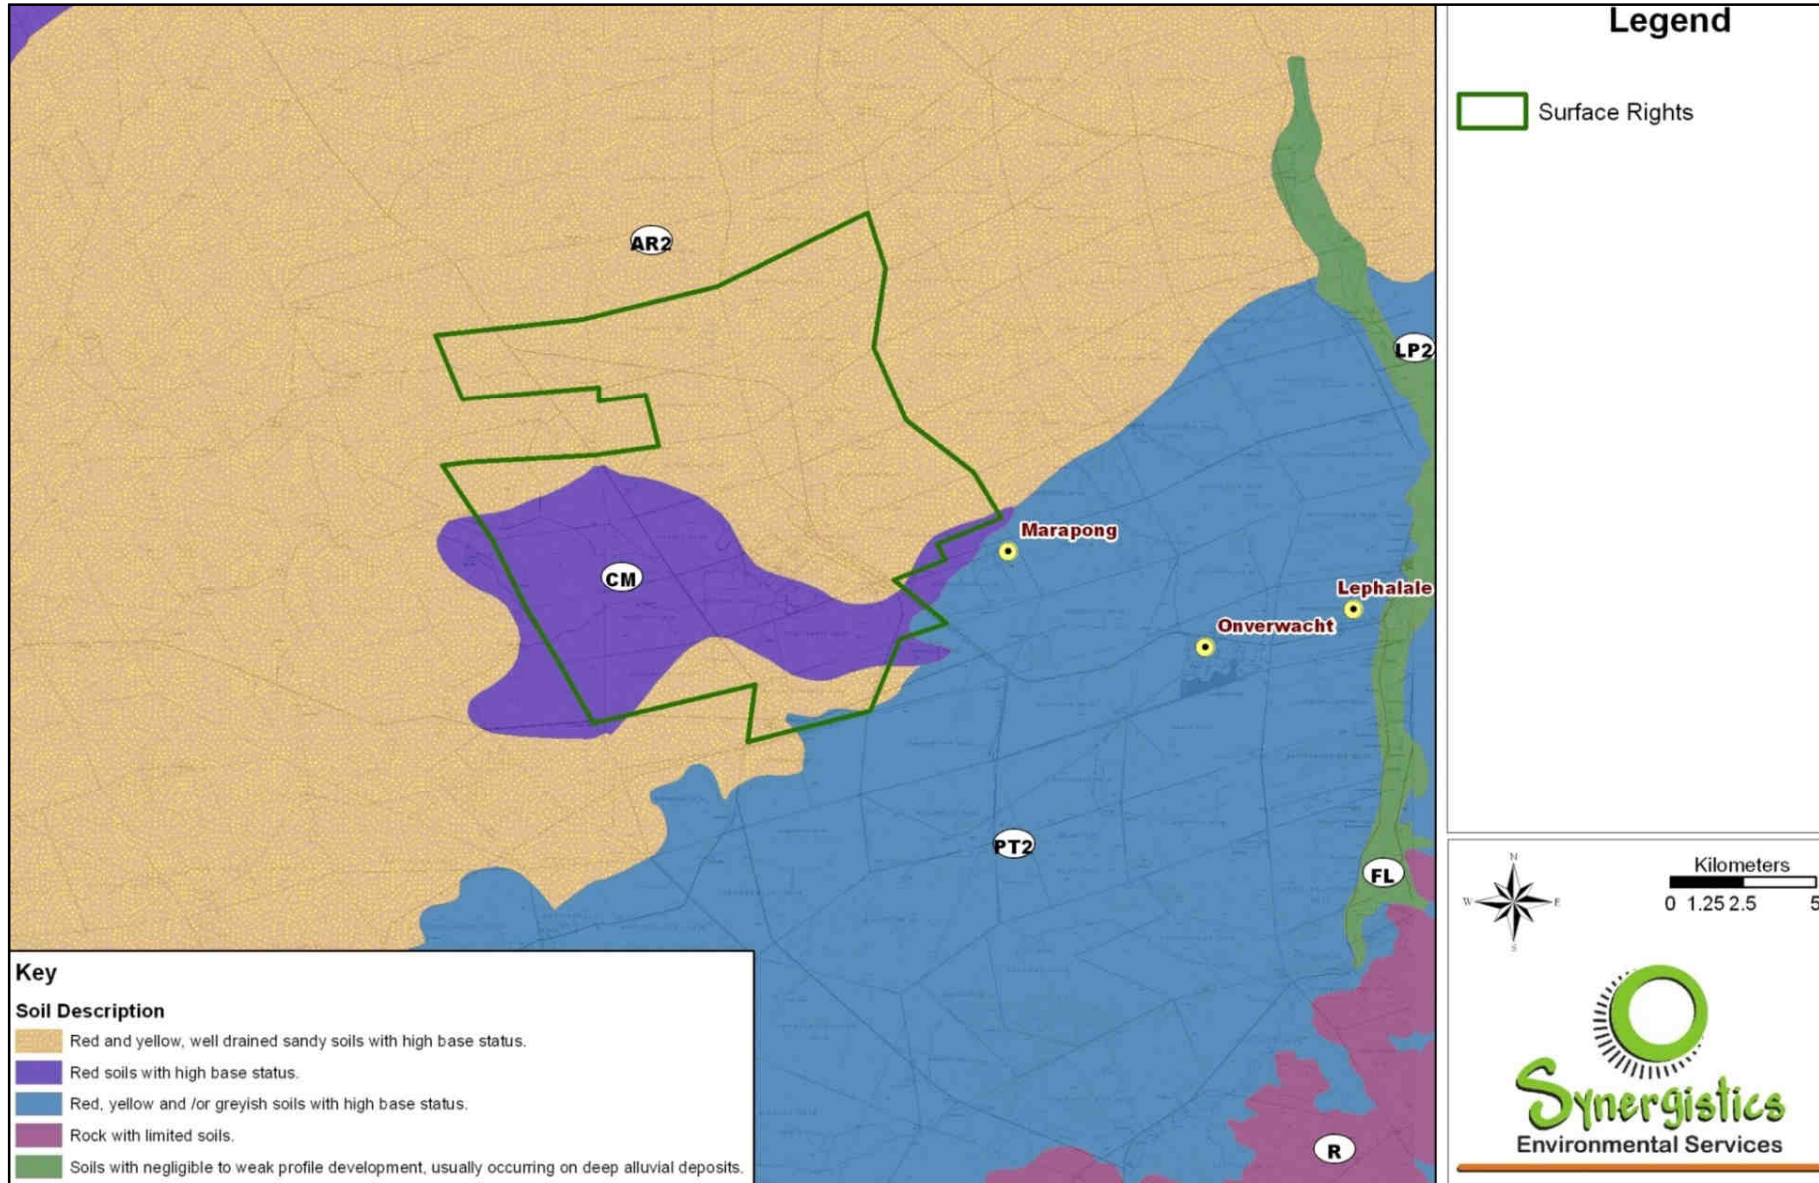 Legend
Surface Rights
AR2
LP2
Marapong
CM
Lephalale
Onverwacht
PT2
FL
R
Key
Soil Description
Red and yellow, well drained sandy soils with high base status.
Red soils with high base status.
Red, yellow and /or greyish soils with high base status.
Rock with limited soils.
Soils with negligible to weak profile development, usually occurring on deep alluvial deposits.
N
W E
S
Kilometers
0 1.25 2.5 5
Synergistics
Environmental Services